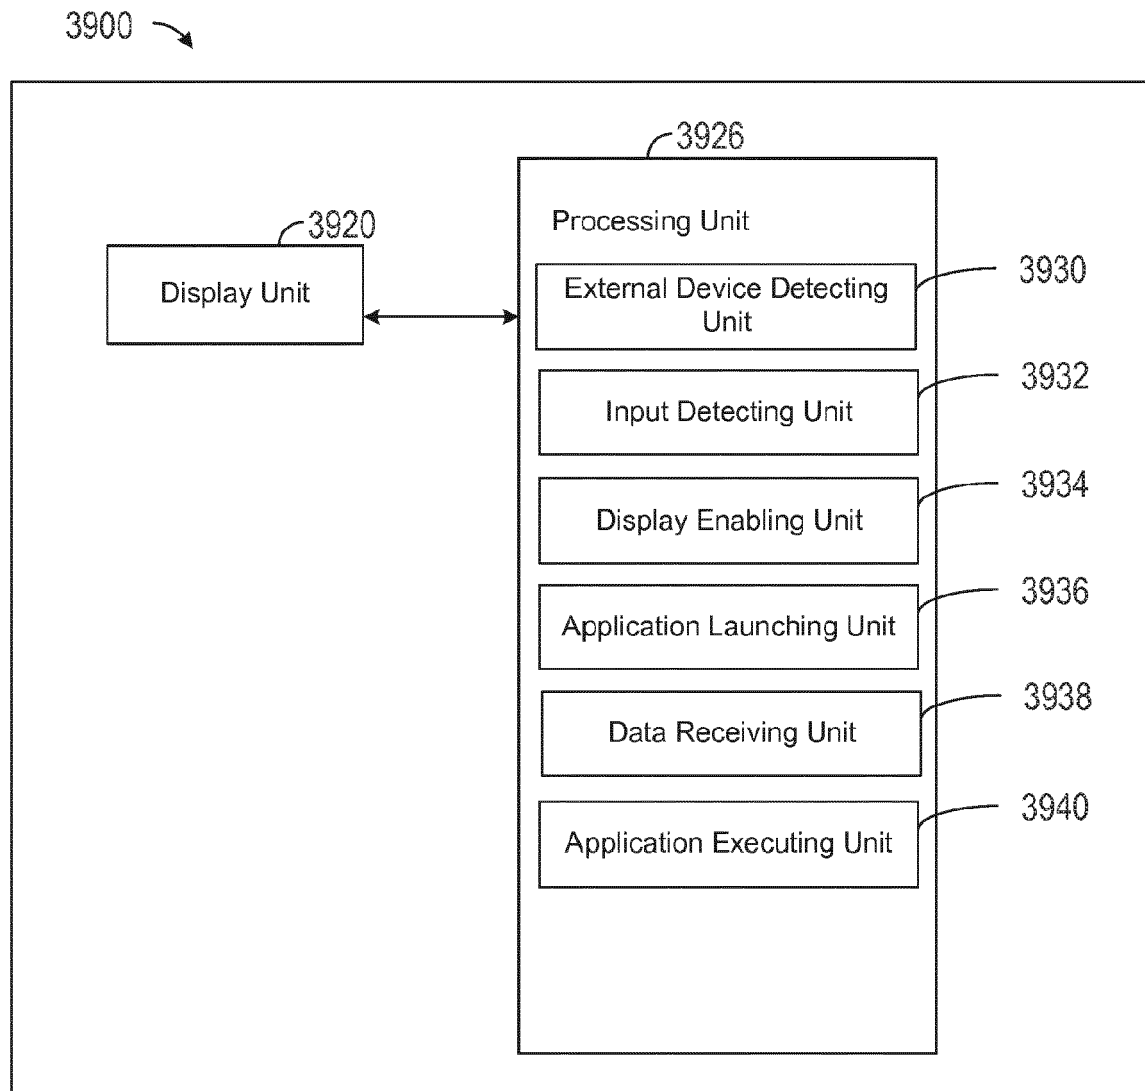 3900
3926
3920
Processing Unit
Display Unit
3930
External Device Detecting
Unit
3932
Input Detecting Unit
3934
Display Enabling Unit
3936
Application Launching Unit
3938
Data Receiving Unit
3940
Application Executing Unit